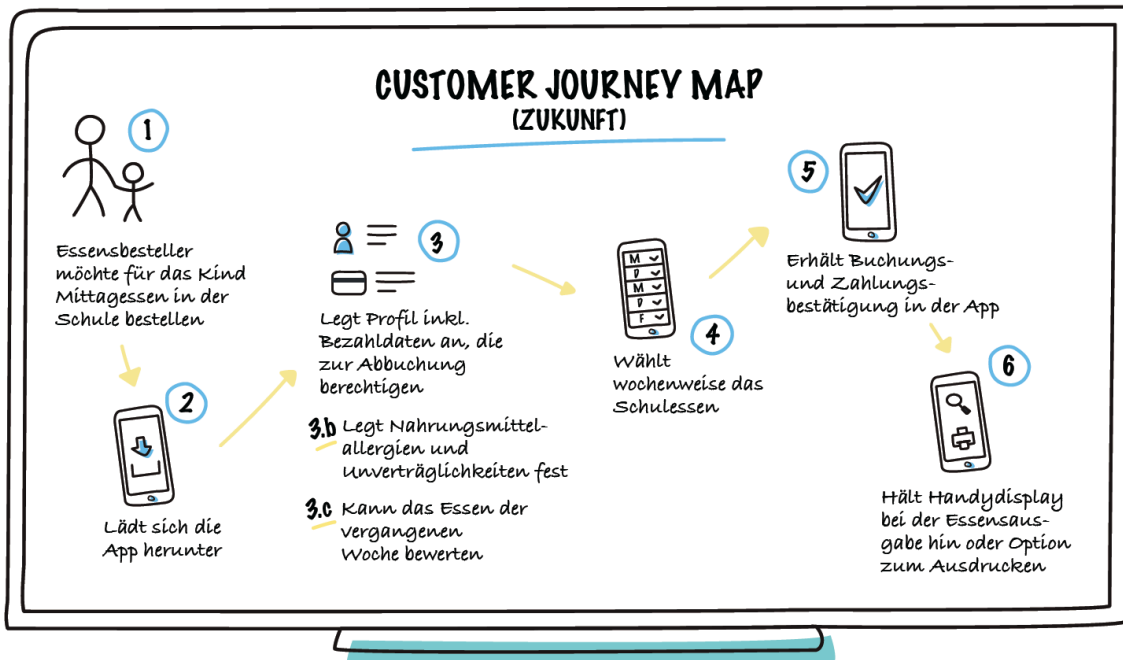 CUSTOMER JOURNEY MAP
(ZUKUNFT)
1
Essensbesteller
möchte für das Kind
Mittagessen in der
Schule bestellen
2
Lädt sich die
App herunter
3
Legt Profil inkl.
Bezahldaten an, die
zur Abbuchung
berechtigen
3.b Legt Nahrungsmittel-
allergien und
unverträglichkeiten fest
3.c Kann das Essen der
vergangenen
Woche bewerten
M
D
M
D
F
4
Wählt
wochenweise das
Schulessen
5
Erhält Buchungs-
und Zahlungs-
bestätigung in der App
6
Hält Handydisplay
bei der Essensaus-
gabe hin oder Option
zum Ausdrucken